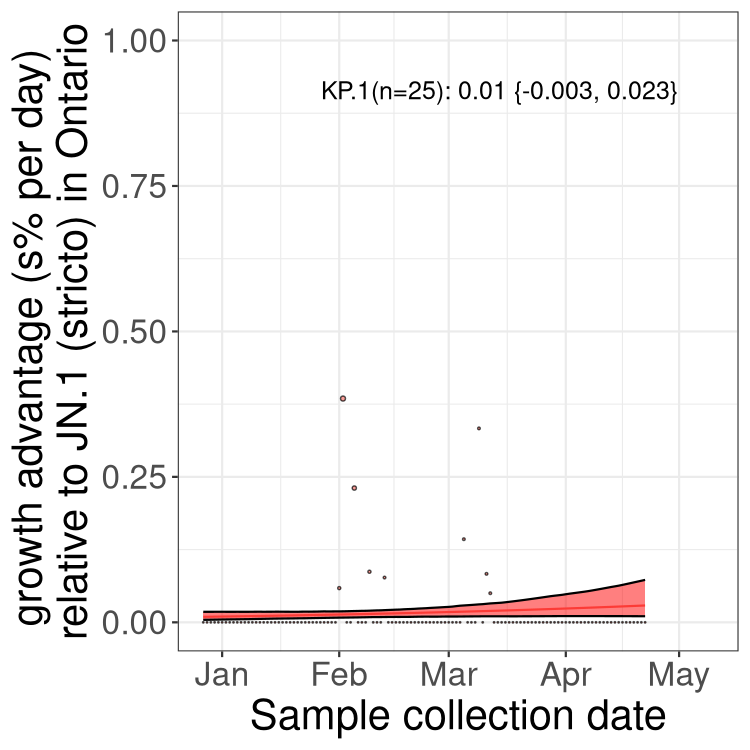 growth advantage (s% per day)
relative to JN.1 (stricto) in Ontario
1.00
0.75
0.50
0.25
0.00
KP.1(n=25): 0.01 {-0.003, 0.023}
Jan
Feb
Mar
Apr
May
Sample collection date